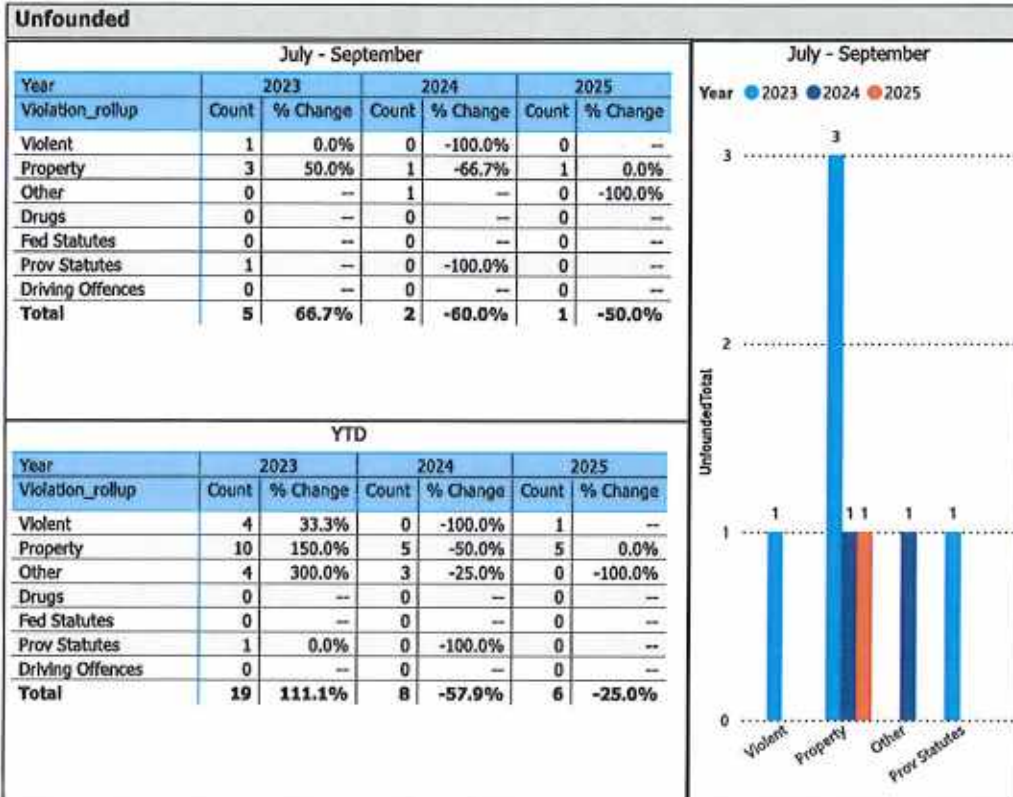 Unfounded
July - September
Year 2023 2024 2025
Violation_rollup Count % Change Count % Change Count % Change
Violent 1 0.0% 0 -100.0% 0 --
Property 3 50.0% 1 -66.7% 1 0.0%
Other 0 -- 1 -- 0 -100.0%
Drugs 0 -- 0 -- 0 --
Fed Statutes 0 -- 0 -- 0 --
Prov Statutes 1 -- 0 -100.0% 0 --
Driving Offences 0 -- 0 -- 0 --
Total 5 66.7% 2 -60.0% 1 -50.0%
YTD
Year 2023 2024 2025
Violation_rollup Count % Change Count % Change Count % Change
Violent 4 33.3% 0 -100.0% 1 --
Property 10 150.0% 5 -50.0% 5 0.0%
Other 4 300.0% 3 -25.0% 0 -100.0%
Drugs 0 -- 0 -- 0 --
Fed Statutes 0 -- 0 -- 0 --
Prov Statutes 1 0.0% 0 -100.0% 0 --
Driving Offences 0 -- 0 -- 0 --
Total 19 111.1% 8 -57.9% 6 -25.0%
July - September
Year 2023 2024 2025
UnfoundedTotal
3
2
1
0
1
3
1 1
1
1
Violent
Property
Other
Prov Statutes